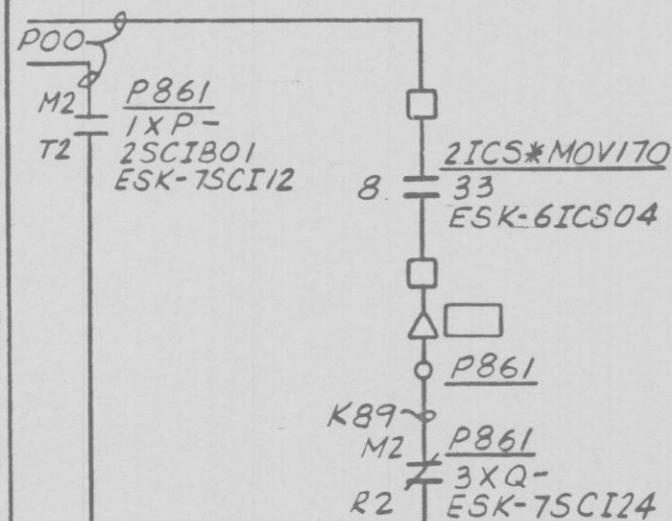 P00
M2
P861
1XP-
T2
2SCIB01
ESK-7SCI12
2ICS*MOV170
8 33
ESK-6ICS04
P861
K89
M2
P861
3XQ-
R2
ESK-7SCI24